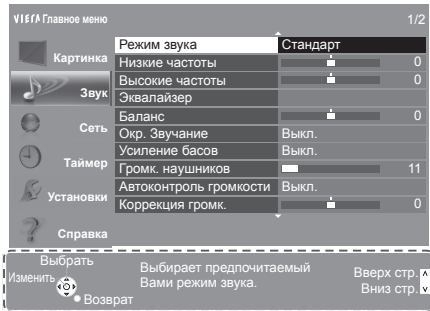 VIERA Главное меню 1/2
Картинка
Звук
Сеть
Таймер
Установки
Справка
Режим звука Стандарт
Низкие частоты 0
Высокие частоты 0
Эквалайзер
Баланс 0
Окр. Звучание Выкл.
Усиление басов Выкл.
Громк. наушников 11
Автоконтроль громкости Выкл.
Коррекция громк. 0
Выбрать
Изменить
Возврат
Выбирает предпочитаемый
Вами режим звука.
Вверх стр.
Вниз стр.